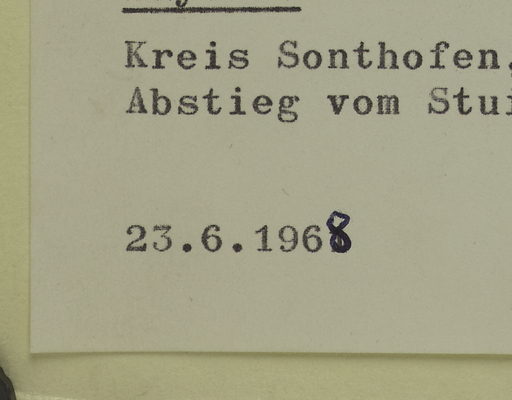 Kreis Sonthofen,
Abstieg vom
23.6.1968